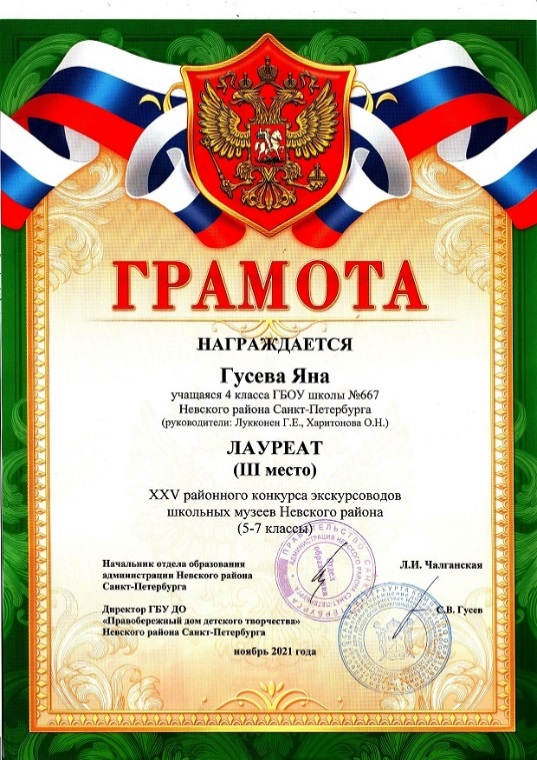 ГРАМОТА
НАГРАЖДАЕТСЯ
Гусева Яна
учащаяся 4 класса ГБОУ школы №667
Невского района Санкт-Петербурга
(руководители: Лукконен Г.Е., Харитонова О.Н.)
ЛАУРЕАТ
(III место)
XXV районного конкурса экскурсоводов
школьных музеев Невского района
(5-7 классы)
Начальник отдела образования
администрации Невского района
Санкт-Петербурга
Л.И. Чалганская
Директор ГБУ ДО
«Правобережный дом детского творчества»
Невского района Санкт-Петербурга
С.В. Гусев
ноябрь 2021 года